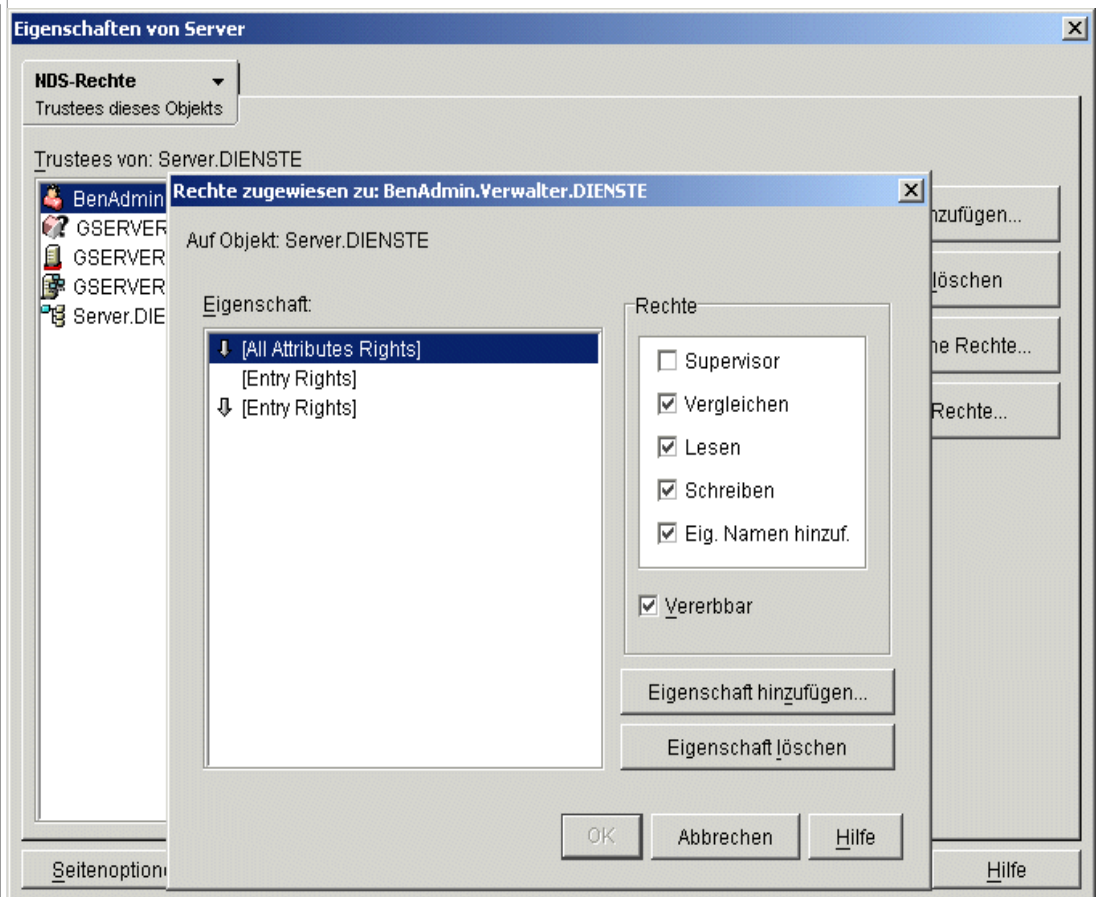 Eigenschaften von Server
NDS-Rechte
Trustees dieses Objekts
Trustees von: Server.DIENSTE
BenAdmin
GSERVER
GSERVER
GSERVER
Server.DIE
nzufügen...
löschen
ne Rechte...
Rechte...
Rechte zugewiesen zu: BenAdmin.Verwalter.DIENSTE
Auf Objekt: Server.DIENSTE
Eigenschaft:
[All Attributes Rights]
[Entry Rights]
[Entry Rights]
Rechte
Supervisor
Vergleichen
Lesen
Schreiben
Eig. Namen hinzuf.
Vererbbar
Eigenschaft hinzufügen...
Eigenschaft löschen
OK
Abbrechen
Hilfe
Seitenoption
Hilfe